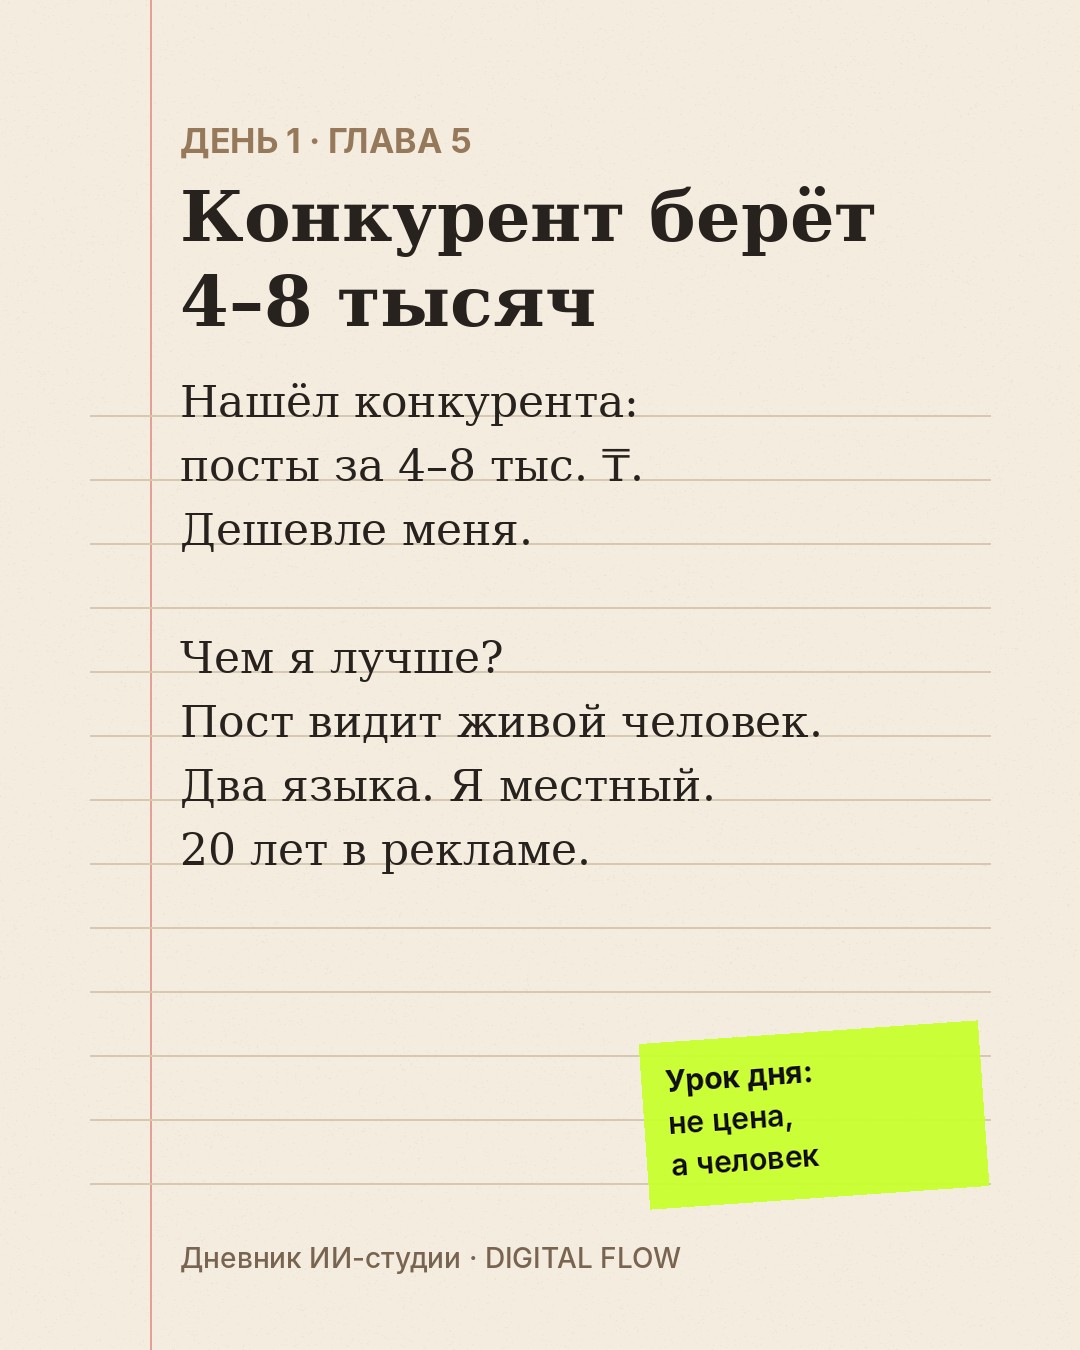 ДЕНЬ 1 · ГЛАВА 5
Конкурент берёт
4–8 тысяч
Нашёл конкурента:
посты за 4–8 тыс. ₸.
Дешевле меня.
Чем я лучше?
Пост видит живой человек.
Два языка. Я местный.
20 лет в рекламе.
Урок дня:
не цена,
а человек
Дневник ИИ-студии · DIGITAL FLOW